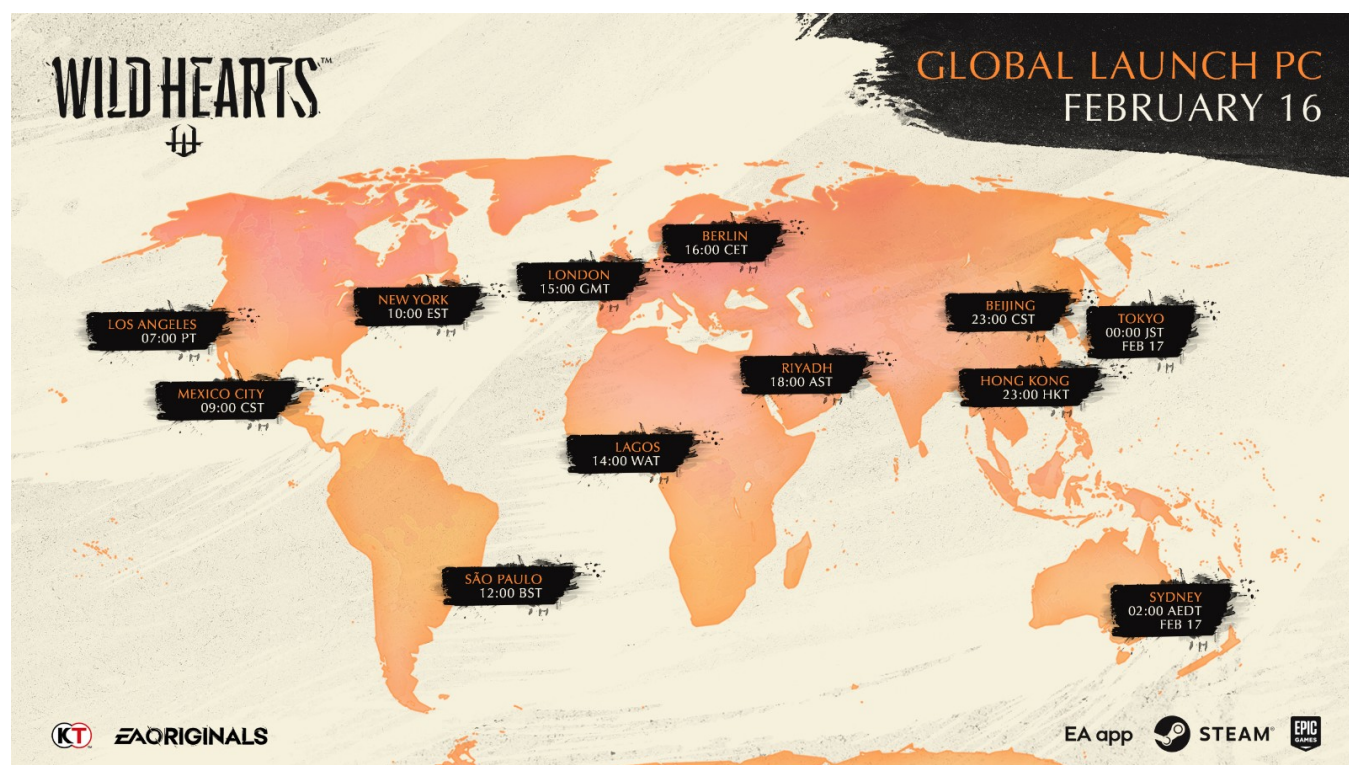 WILD HEARTS™
GLOBAL LAUNCH PC
FEBRUARY 16
BERLIN
16:00 CET
LONDON
15:00 GMT
NEW YORK
10:00 EST
LOS ANGELES
07:00 PT
BEIJING
23:00 CST
TOKYO
00:00 JST
FEB 17
MEXICO CITY
09:00 CST
RIYADH
18:00 AST
HONG KONG
23:00 HKT
LAGOS
14:00 WAT
SÃO PAULO
12:00 BST
SYDNEY
02:00 AEDT
FEB 17
KT
EA ORIGINALS
EA app
STEAM®
EPIC
GAMES